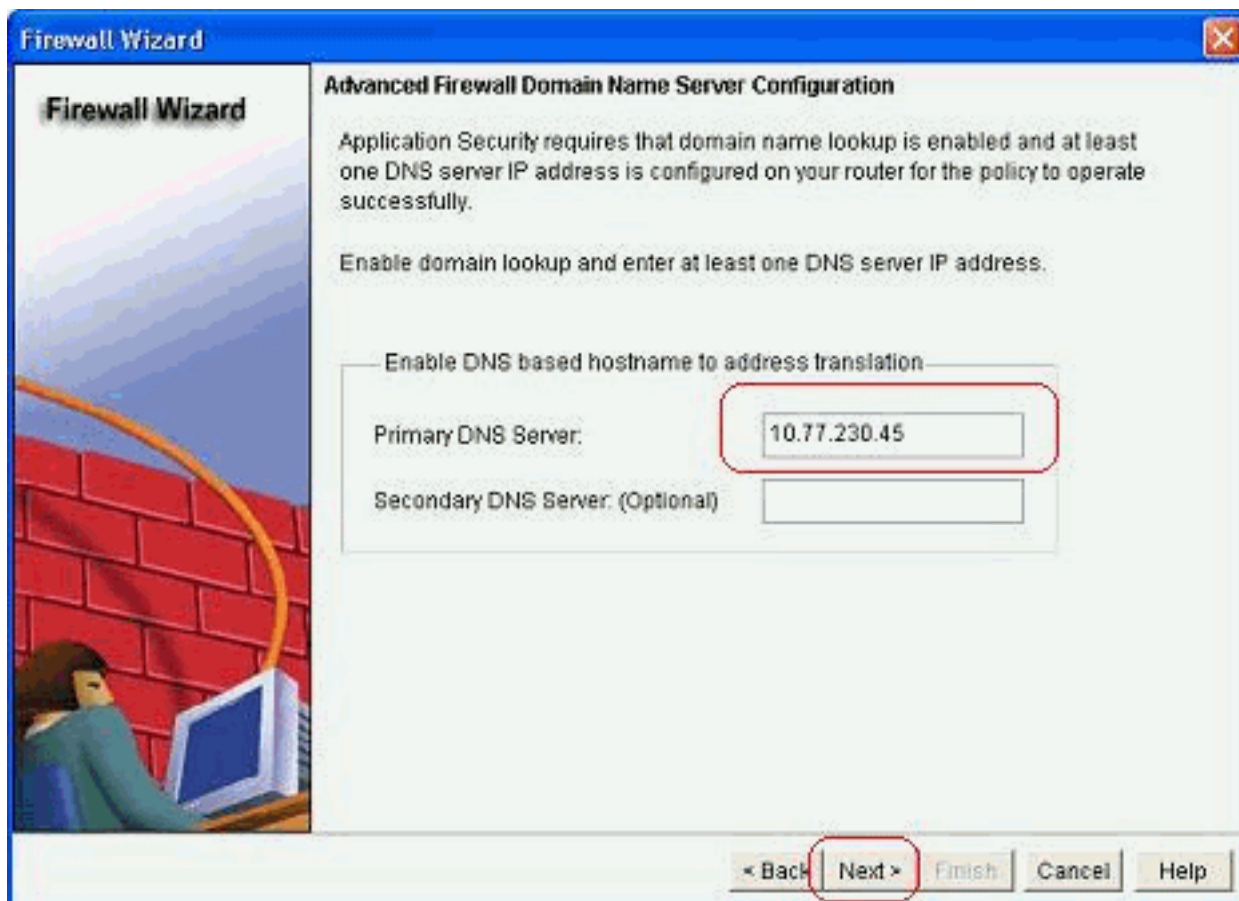 Firewall Wizard
Firewall Wizard
Advanced Firewall Domain Name Server Configuration
Application Security requires that domain name lookup is enabled and at least
one DNS server IP address is configured on your router for the policy to operate
successfully.
Enable domain lookup and enter at least one DNS server IP address.
Enable DNS based hostname to address translation
Primary DNS Server: 10.77.230.45
Secondary DNS Server: (Optional)
< Back Next > Finish Cancel Help